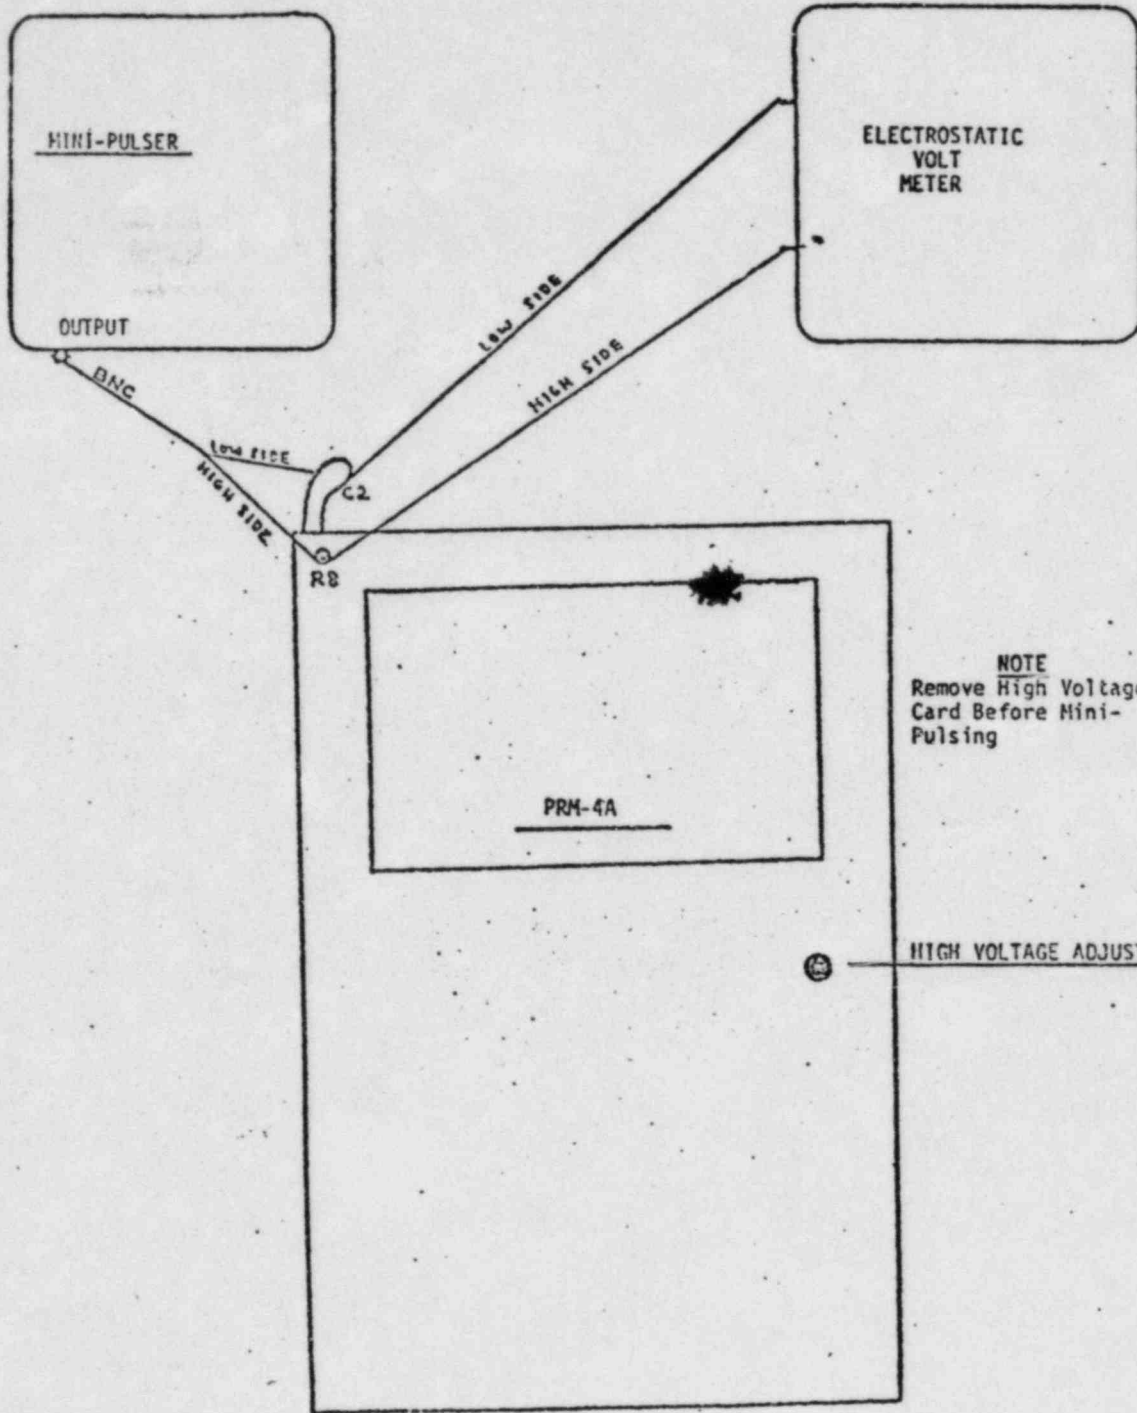 MINI-PULSER
ELECTROSTATIC
VOLT
METER
OUTPUT
BNC
LOW SIDE
HIGH SIDE
LOW SIDE
HIGH SIDE
C2
R8
NOTE
Remove High Voltage
Card Before Mini-
Pulsing
PRM-4A
HIGH VOLTAGE ADJUST